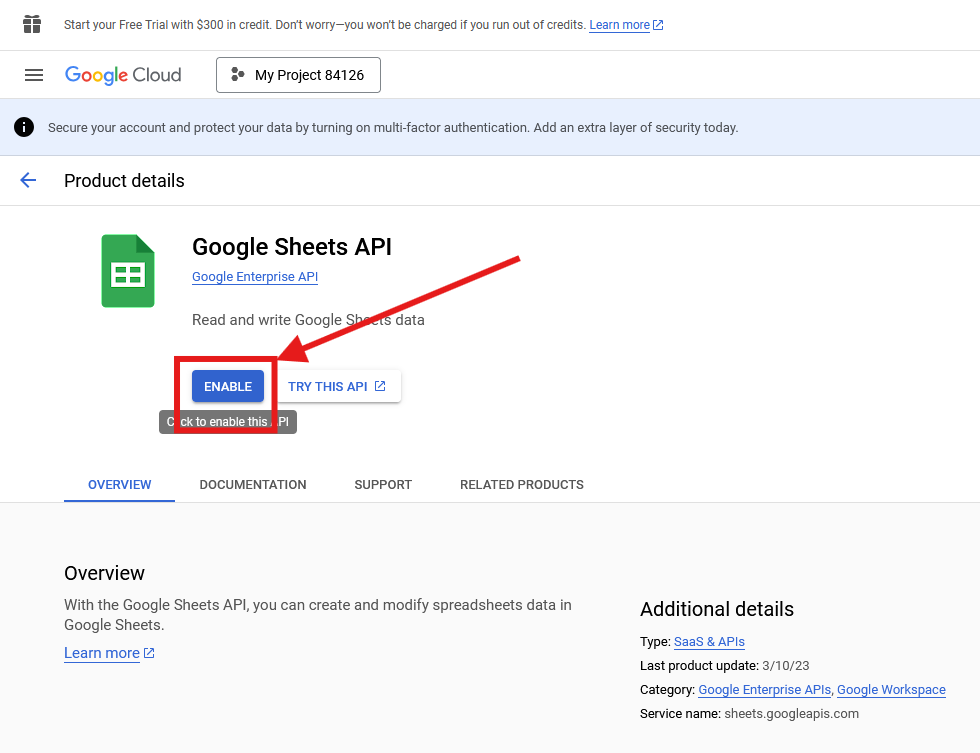 Start your Free Trial with $300 in credit. Don't worry—you won't be charged if you run out of credits. Learn more
Google Cloud
My Project 84126
Secure your account and protect your data by turning on multi-factor authentication. Add an extra layer of security today.
Product details
Google Sheets API
Google Enterprise API
Read and write Google Sheets data
ENABLE
TRY THIS API
Click to enable this API
OVERVIEW
DOCUMENTATION
SUPPORT
RELATED PRODUCTS
Overview
With the Google Sheets API, you can create and modify spreadsheets data in
Google Sheets.
Learn more
Additional details
Type: SaaS & APIs
Last product update: 3/10/23
Category: Google Enterprise APIs, Google Workspace
Service name: sheets.googleapis.com